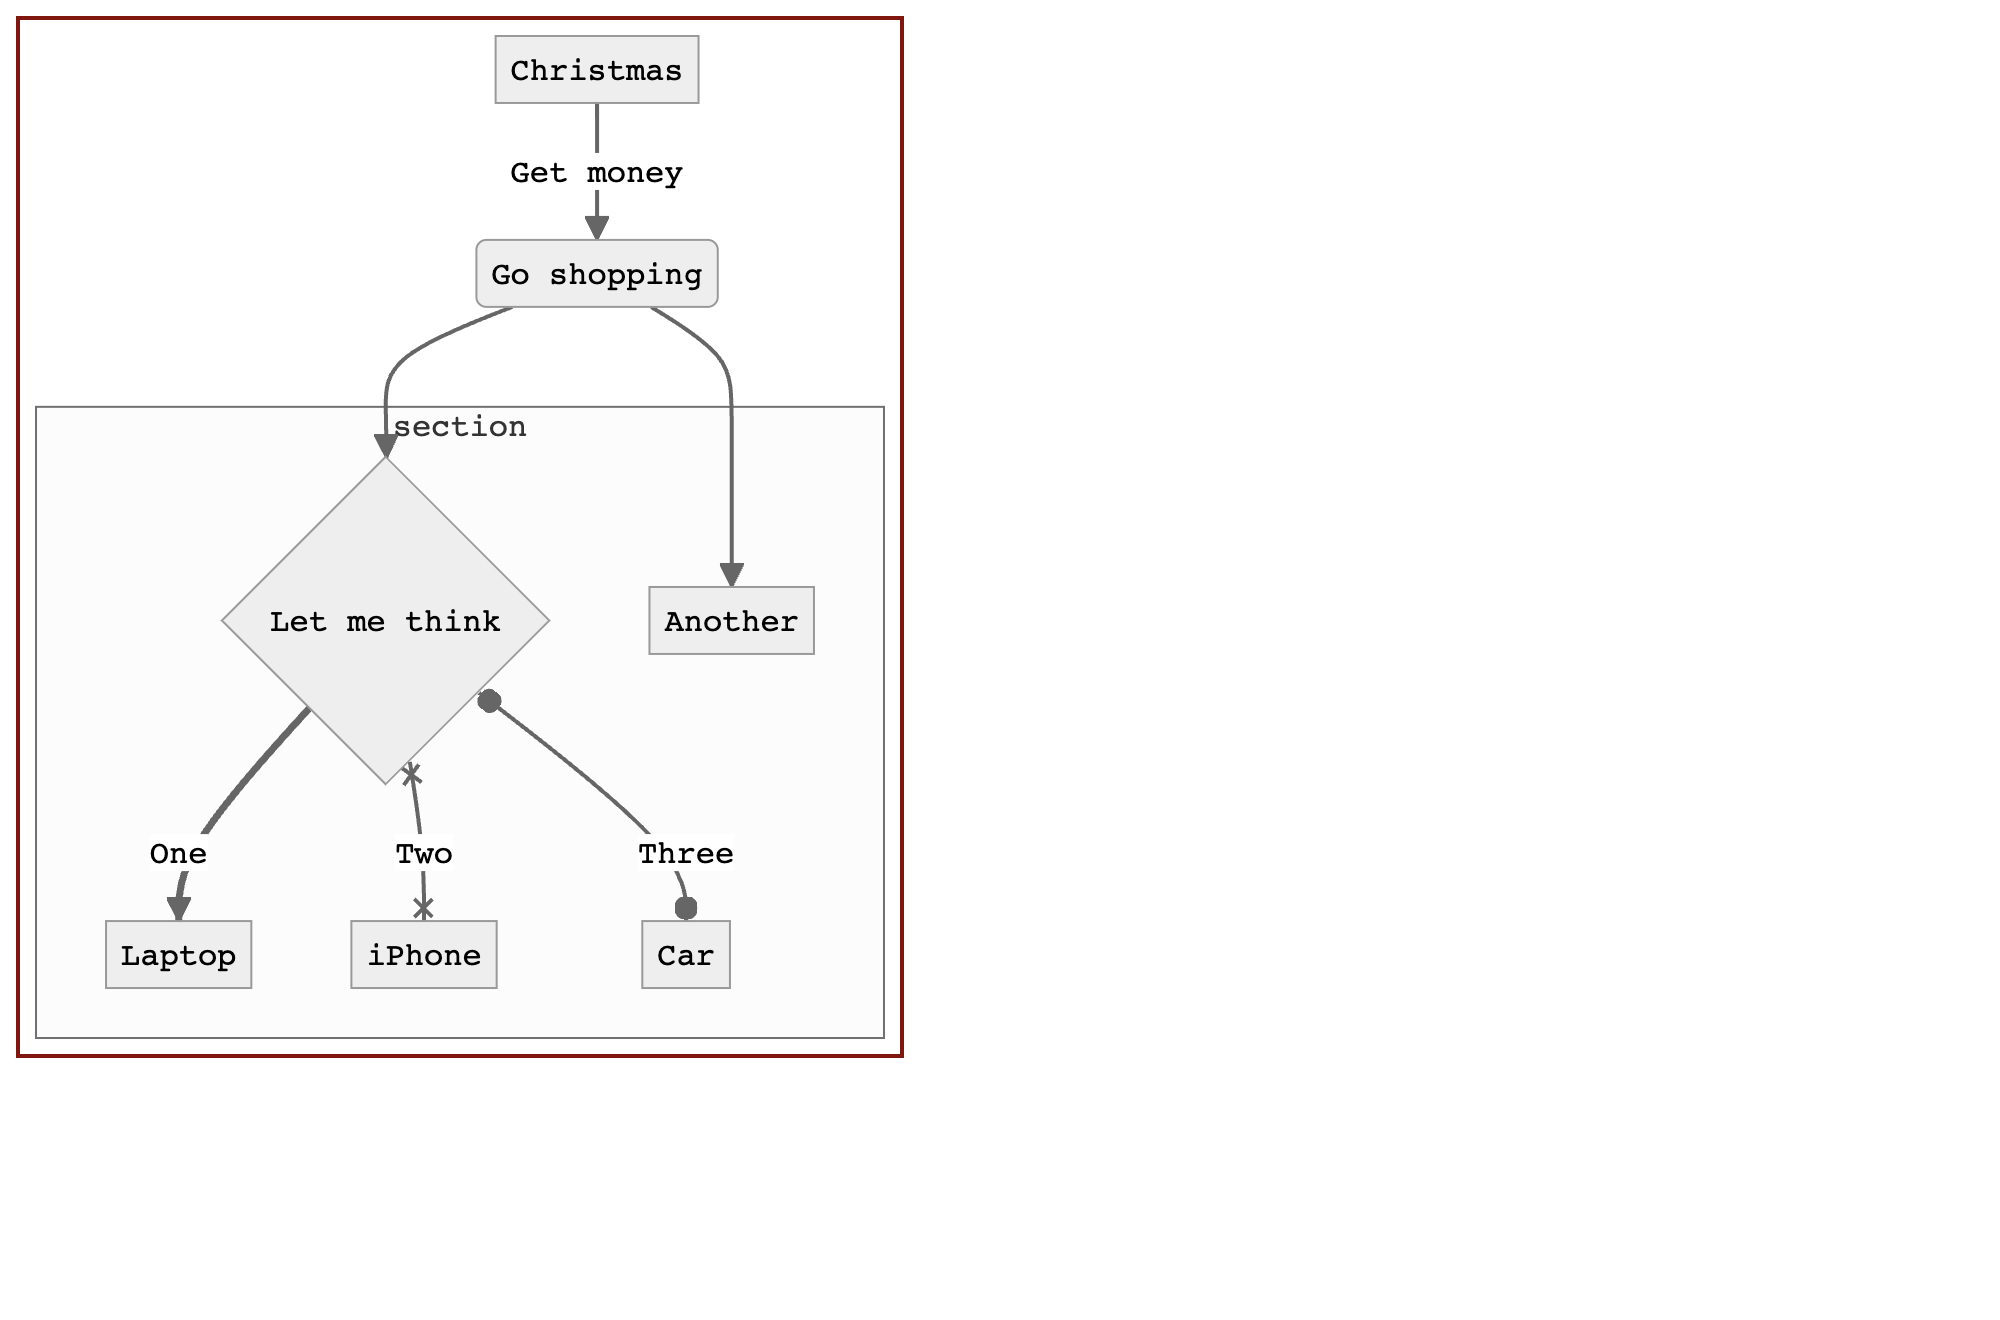 Christmas
Get money
Go shopping
section
Let me think
Another
One
Two
Three
Laptop
iPhone
Car